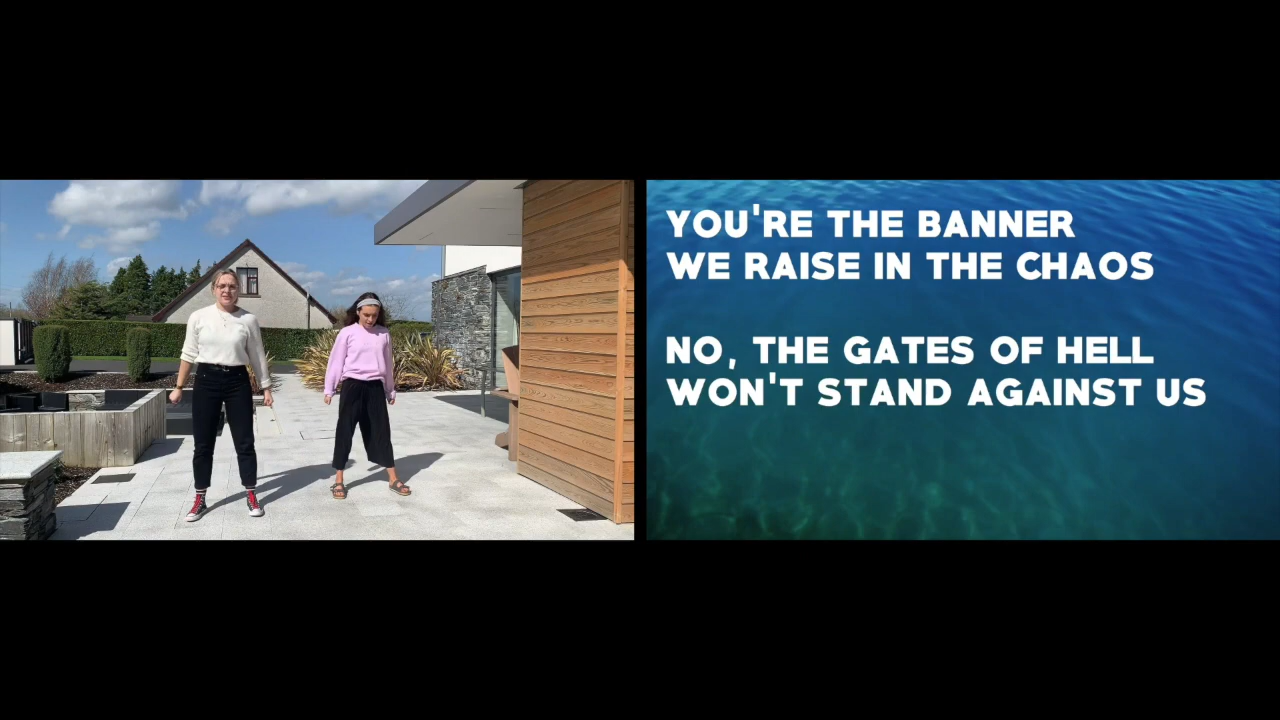 YOU'RE THE BANNER
WE RAISE IN THE CHAOS
NO, THE GATES OF HELL
WON'T STAND AGAINST US